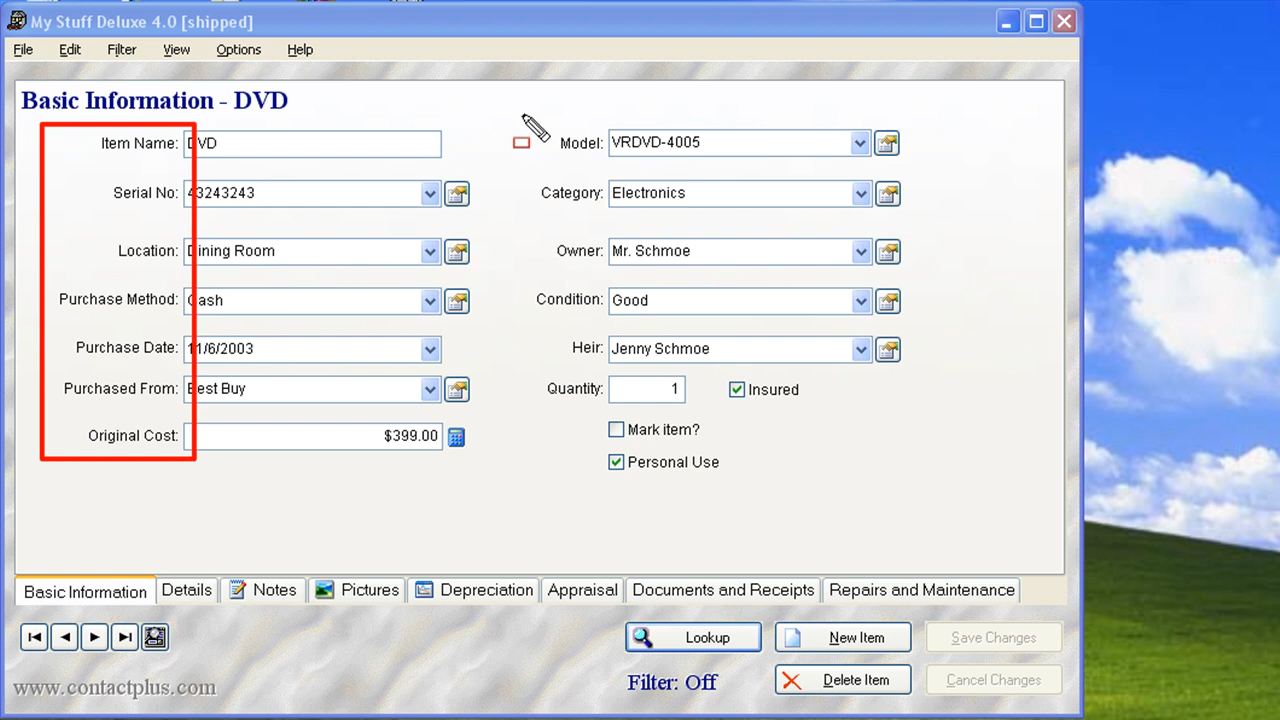 My Stuff Deluxe 4.0 [shipped]
File Edit Filter View Options Help
Basic Information - DVD
Item Name: DVD
Model: VRDVD-4005
Serial No: 43243243
Category: Electronics
Location: Dining Room
Owner: Mr. Schmoe
Purchase Method: Cash
Condition: Good
Purchase Date: 11/6/2003
Heir: Jenny Schmoe
Purchased From: Best Buy
Quantity: 1 Insured
Original Cost: $399.00
Mark item?
Personal Use
Basic Information Details Notes Pictures Depreciation Appraisal Documents and Receipts Repairs and Maintenance
Lookup New Item Save Changes
www.contactplus.com Filter: Off Delete Item Cancel Changes